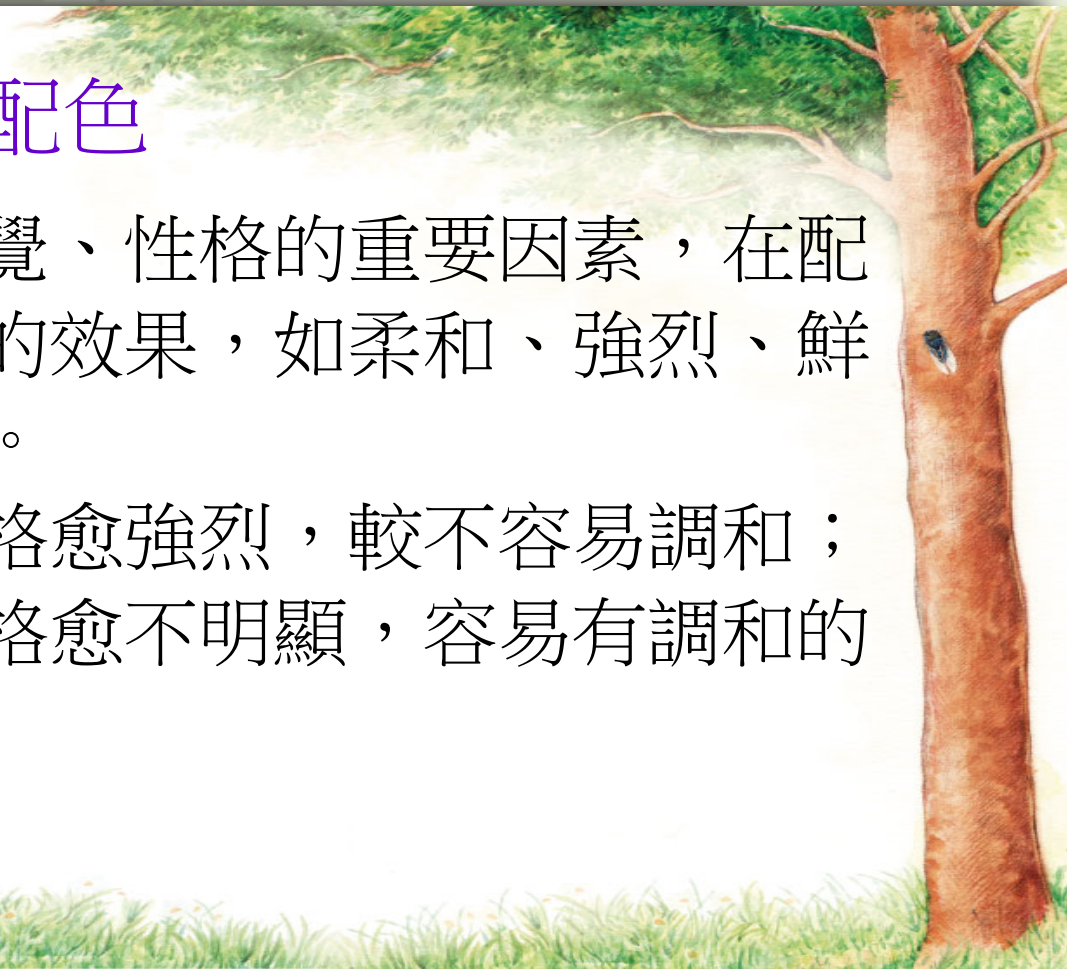 配色
覺、性格的重要因素，在配
的效果，如柔和、強烈、鮮
。
格愈強烈，較不容易調和；
格愈不明顯，容易有調和的